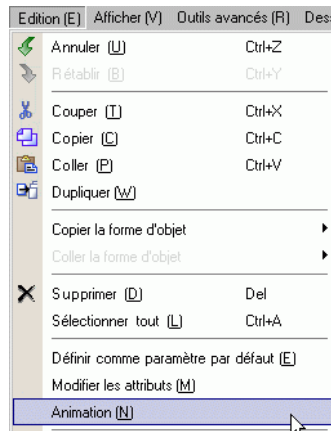 Edition (E) Afficher (V) Outils avancés (R)
Annuler (U) Ctrl+Z
Rétablir (B) Ctrl+Y
Couper (T) Ctrl+X
Copier (C) Ctrl+C
Coller (P) Ctrl+V
Dupliquer (W)
Copier la forme d'objet
Coller la forme d'objet
Supprimer (D) Del
Sélectionner tout (L) Ctrl+A
Définir comme paramètre par défaut (E)
Modifier les attributs (M)
Animation (N)